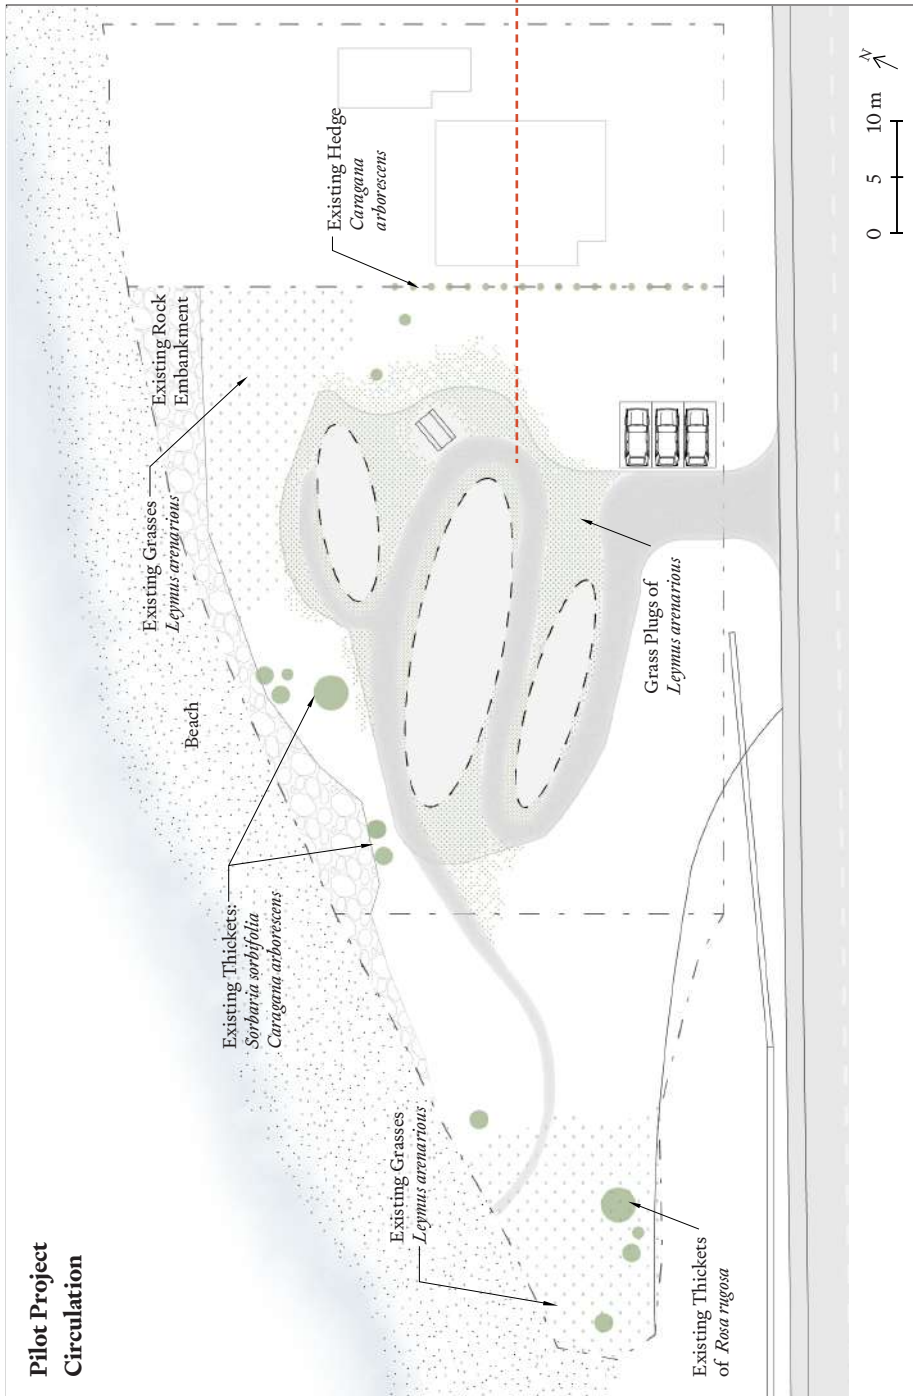 Pilot Project
Circulation
Existing Grasses
Leymus arenarious
Existing Thickets
of Rosa rugosa
Existing Thickets:
Sorbaria sorbifolia
Caragana arborescens
Beach
Existing Grasses
Leymus arenarious
Existing Rock
Embankment
Existing Hedge
Caragana
arborescens
Grass Plugs of
Leymus arenarious
0 5 10 m
N